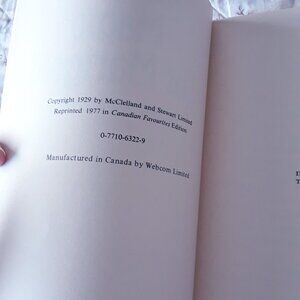 Copyright 1929 by McClelland and Stewart Limited
Reprinted 1977 in Canadian Favourites Edition
0-7710-6322-9
Manufactured in Canada by Webcom Limited